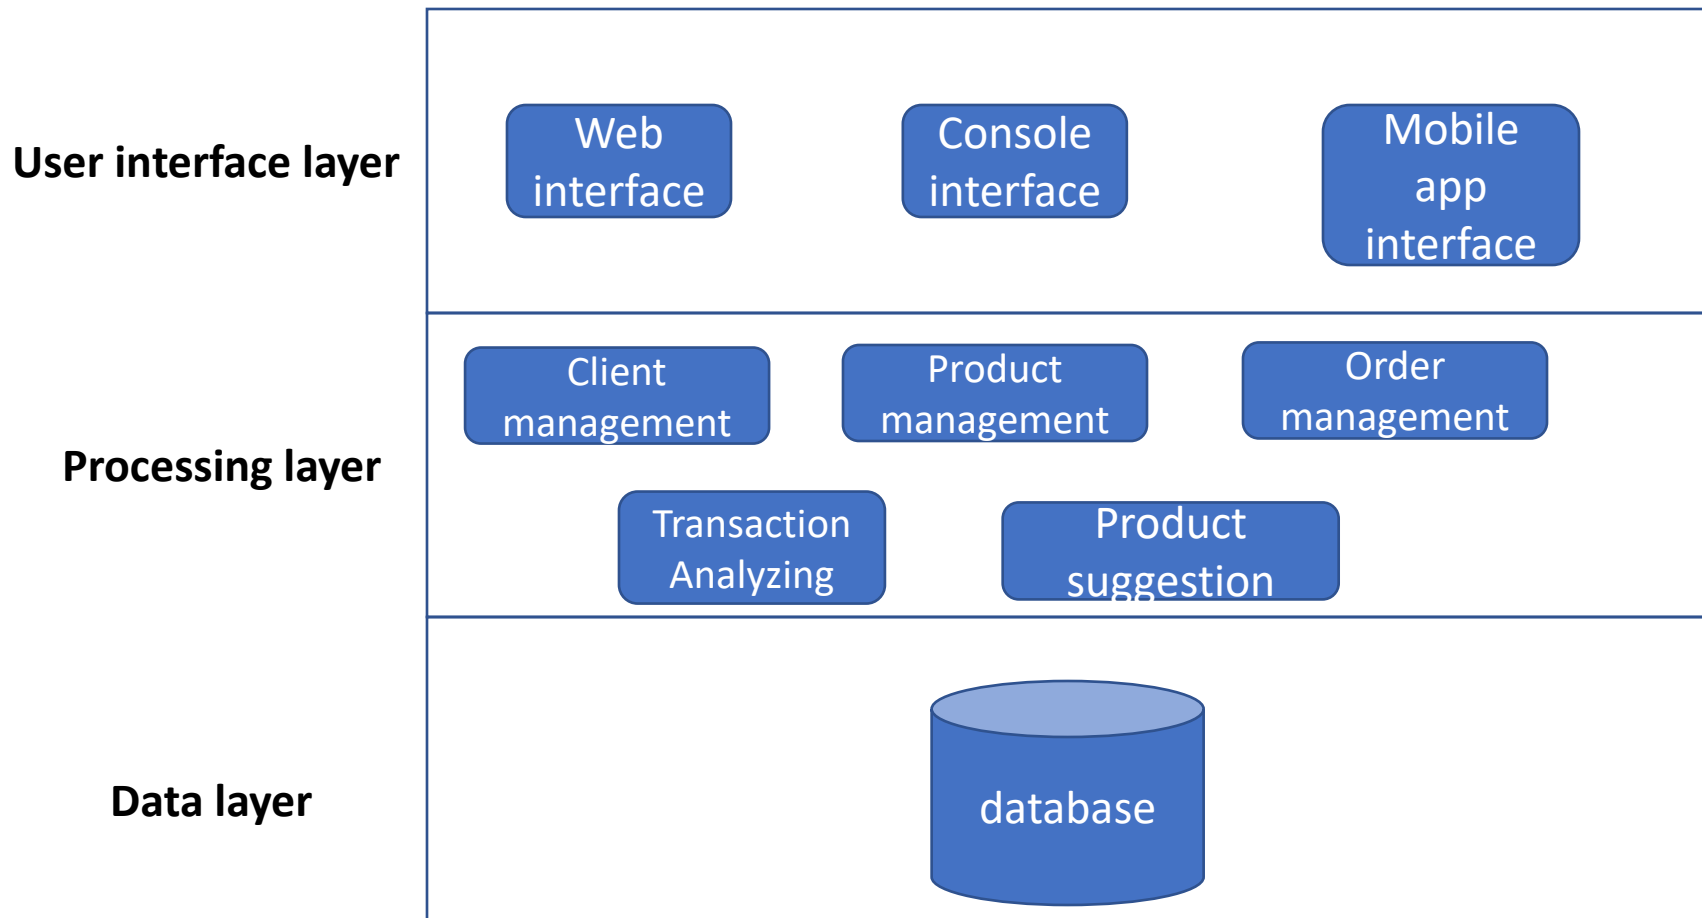 User interface layer
Web
interface
Console
interface
Mobile
app
interface
Processing layer
Client
management
Product
management
Order
management
Transaction
Analyzing
Product
suggestion
Data layer
database